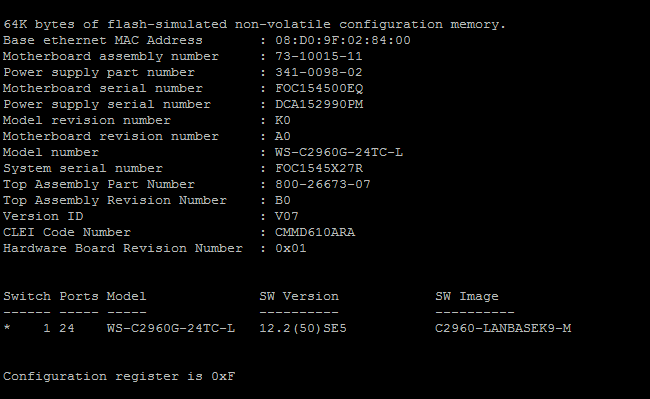 64K bytes of flash-simulated non-volatile configuration memory.
Base ethernet MAC Address       : 08:D0:9F:02:84:00
Motherboard assembly number     : 73-10015-11
Power supply part number        : 341-0098-02
Motherboard serial number       : FOC154500EQ
Power supply serial number      : DCA152990PM
Model revision number           : K0
Motherboard revision number     : A0
Model number                    : WS-C2960G-24TC-L
System serial number            : FOC1545X27R
Top Assembly Part Number        : 800-26673-07
Top Assembly Revision Number    : B0
Version ID                      : V07
CLEI Code Number                : CMMD610ARA
Hardware Board Revision Number  : 0x01
Switch Ports Model              SW Version            SW Image
------ ----- -----              ----------            ----------
*    1 24    WS-C2960G-24TC-L   12.2(50)SE5           C2960-LANBASEK9-M
Configuration register is 0xF